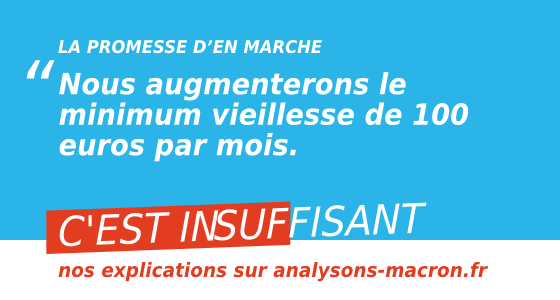 LA PROMESSE D’EN MARCHE
“Nous augmenterons le
minimum vieillesse de 100
euros par mois.
C'EST INSUFFISANT
nos explications sur analysons-macron.fr